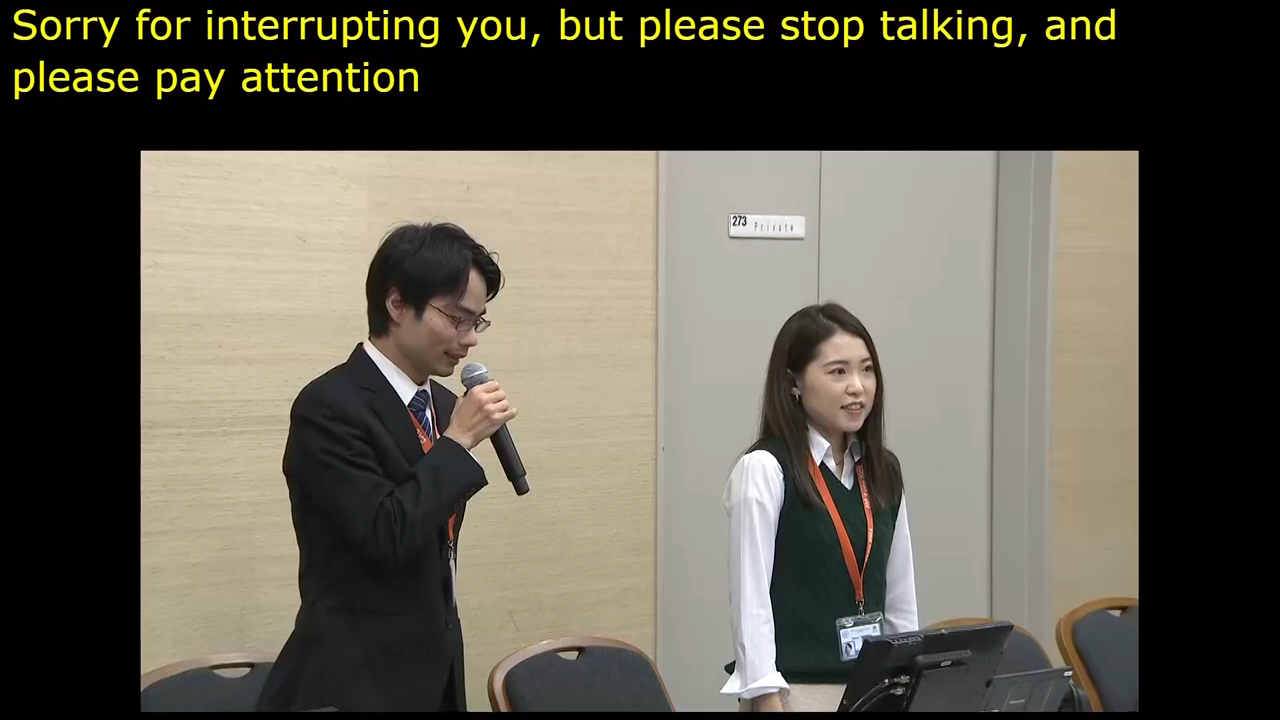 Sorry for interrupting you, but please stop talking, and
please pay attention
273 Private